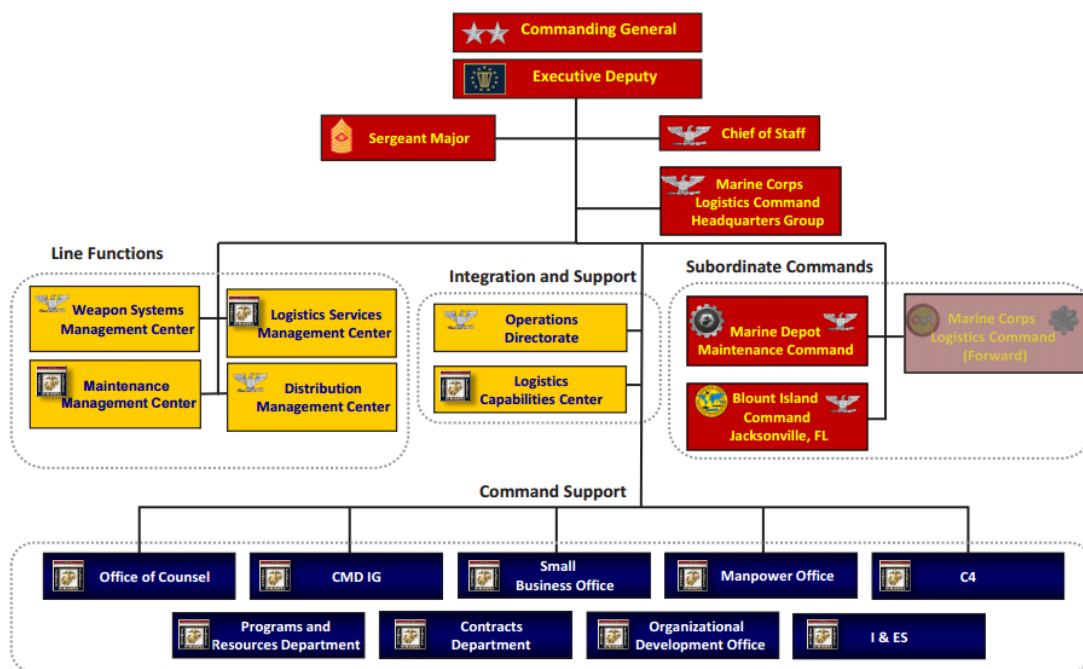 Commanding General
Executive Deputy
Sergeant Major
Chief of Staff
Marine Corps
Logistics Command
Headquarters Group
Line Functions
Weapon Systems
Management Center
Logistics Services
Management Center
Maintenance
Management Center
Distribution
Management Center
Integration and Support
Operations
Directorate
Logistics
Capabilities Center
Subordinate Commands
Marine Depot
Maintenance Command
Marine Corps
Logistics Command
(Forward)
Blount Island
Command
Jacksonville, FL
Command Support
Office of Counsel
CMD IG
Small
Business Office
Manpower Office
C4
Programs and
Resources Department
Contracts
Department
Organizational
Development Office
I & ES